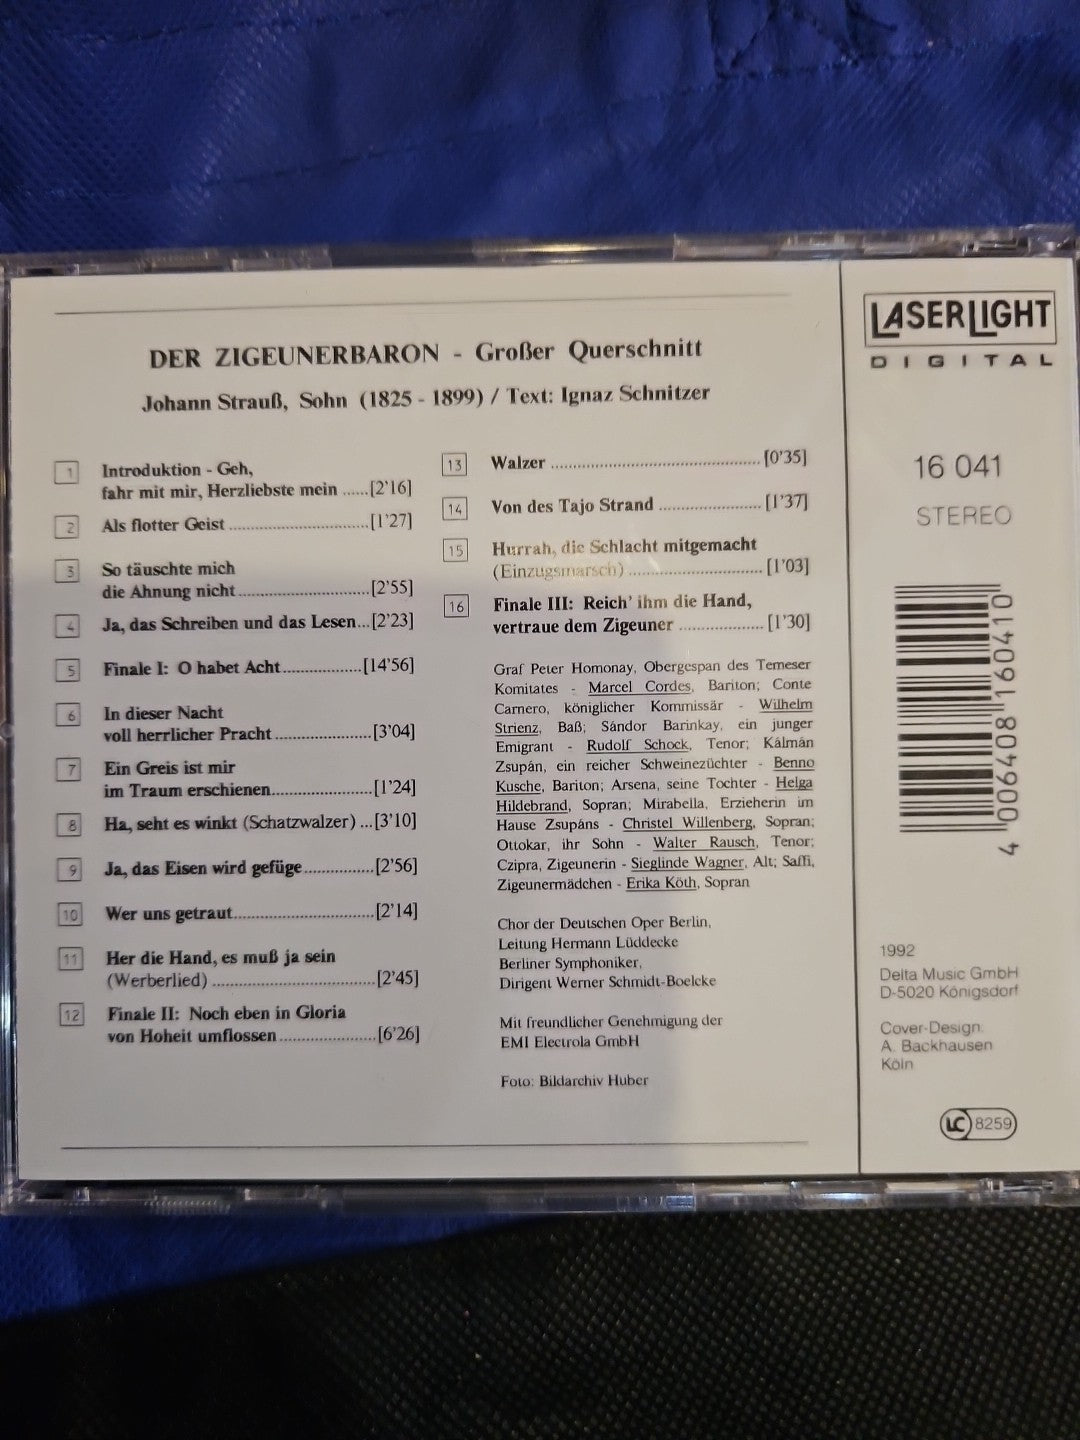 DER ZIGEUNERBARON - Großer Querschnitt
Johann Strauß, Sohn (1825 - 1899) / Text: Ignaz Schnitzer
1 Introduktion - Geh,
fahr mit mir, Herzliebste mein ......[2'16]
2 Als flotter Geist ..........................[1'27]
3 So täuschte mich
die Ahnung nicht.........................[2'55]
4 Ja, das Schreiben und das Lesen...[2'23]
5 Finale I: O habet Acht................[14'56]
6 In dieser Nacht
voll herrlicher Pracht...................[3'04]
7 Ein Greis ist mir
im Traum erschienen....................[1'24]
8 Ha, seht es winkt (Schatzwalzer) ...[3'10]
9 Ja, das Eisen wird gefüge..............[2'56]
10 Wer uns getraut............................[2'14]
11 Her die Hand, es muß ja sein
(Werberlied) ................................[2'45]
12 Finale II: Noch eben in Gloria
von Hoheit umflossen...................[6'26]
13 Walzer ..........................................[0'35]
14 Von des Tajo Strand ....................[1'37]
15 Hurrah, die Schlacht mitgemacht
(Einzugsmarsch) ..........................[1'03]
16 Finale III: Reich' ihm die Hand,
vertraue dem Zigeuner .................[1'30]
Graf Peter Homonay, Obergespan des Temeser
Komitates - Marcel Cordes, Bariton; Conte
Carnero, königlicher Kommissär - Wilhelm
Strienz, Baß; Sándor Barinkay, ein junger
Emigrant - Rudolf Schock, Tenor; Kálmán
Zsupán, ein reicher Schweinezüchter - Benno
Kusche, Bariton; Arsena, seine Tochter - Helga
Hildebrand, Sopran; Mirabella, Erzieherin im
Hause Zsupáns - Christel Willenberg, Sopran;
Ottokar, ihr Sohn - Walter Rausch, Tenor;
Czipra, Zigeunerin - Sieglinde Wagner, Alt; Saffi,
Zigeunermädchen - Erika Köth, Sopran
Chor der Deutschen Oper Berlin,
Leitung Hermann Lüddecke
Berliner Symphoniker,
Dirigent Werner Schmidt-Boelcke
Mit freundlicher Genehmigung der
EMI Electrola GmbH
Foto: Bildarchiv Huber
LASERLIGHT
DIGITAL
16 041
STEREO
4 006408 160410
1992
Delta Music GmbH
D-5020 Königsdorf
Cover-Design:
A. Backhausen
Köln
LC 8259